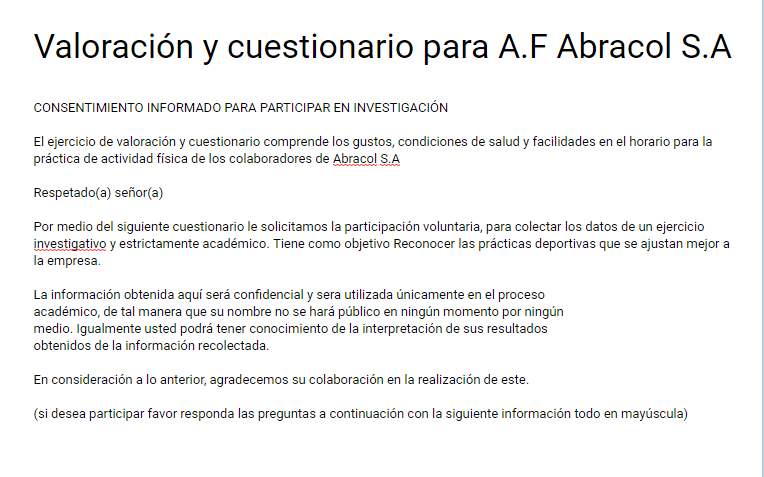 Valoración y cuestionario para A.F Abracol S.A
CONSENTIMIENTO INFORMADO PARA PARTICIPAR EN INVESTIGACIÓN
El ejercicio de valoración y cuestionario comprende los gustos, condiciones de salud y facilidades en el horario para la
práctica de actividad física de los colaboradores de Abracol S.A
Respetado(a) señor(a)
Por medio del siguiente cuestionario le solicitamos la participación voluntaria, para colectar los datos de un ejercicio
investigativo y estrictamente académico. Tiene como objetivo Reconocer las prácticas deportivas que se ajustan mejor a
la empresa.
La información obtenida aquí será confidencial y sera utilizada únicamente en el proceso
académico, de tal manera que su nombre no se hará público en ningún momento por ningún
medio. Igualmente usted podrá tener conocimiento de la interpretación de sus resultados
obtenidos de la información recolectada.
En consideración a lo anterior, agradecemos su colaboración en la realización de este.
(si desea participar favor responda las preguntas a continuación con la siguiente información todo en mayúscula)